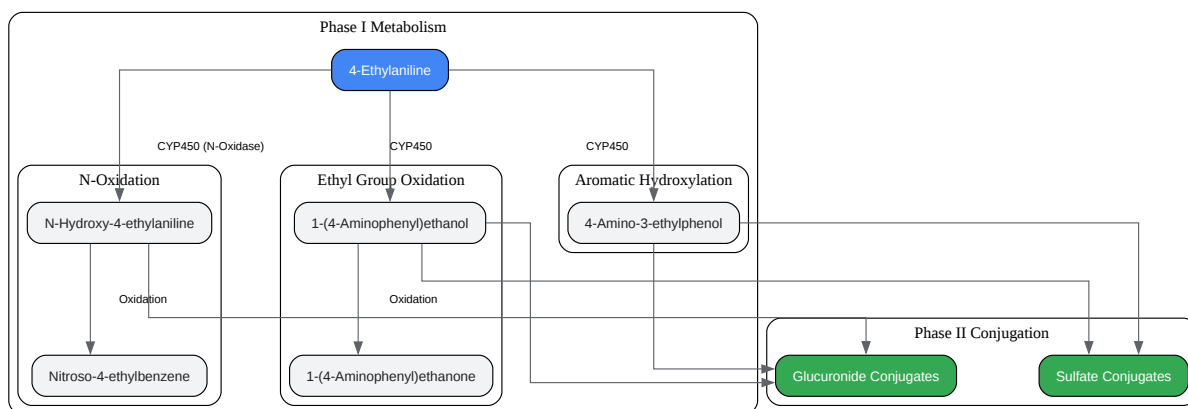 Phase I Metabolism
4-Ethylaniline
CYP450 (N-Oxidase)
CYP450
CYP450
N-Oxidation
Ethyl Group Oxidation
Aromatic Hydroxylation
N-Hydroxy-4-ethylaniline
1-(4-Aminophenyl)ethanol
4-Amino-3-ethylphenol
Oxidation
Oxidation
Phase II Conjugation
Nitroso-4-ethylbenzene
1-(4-Aminophenyl)ethanone
Glucuronide Conjugates
Sulfate Conjugates